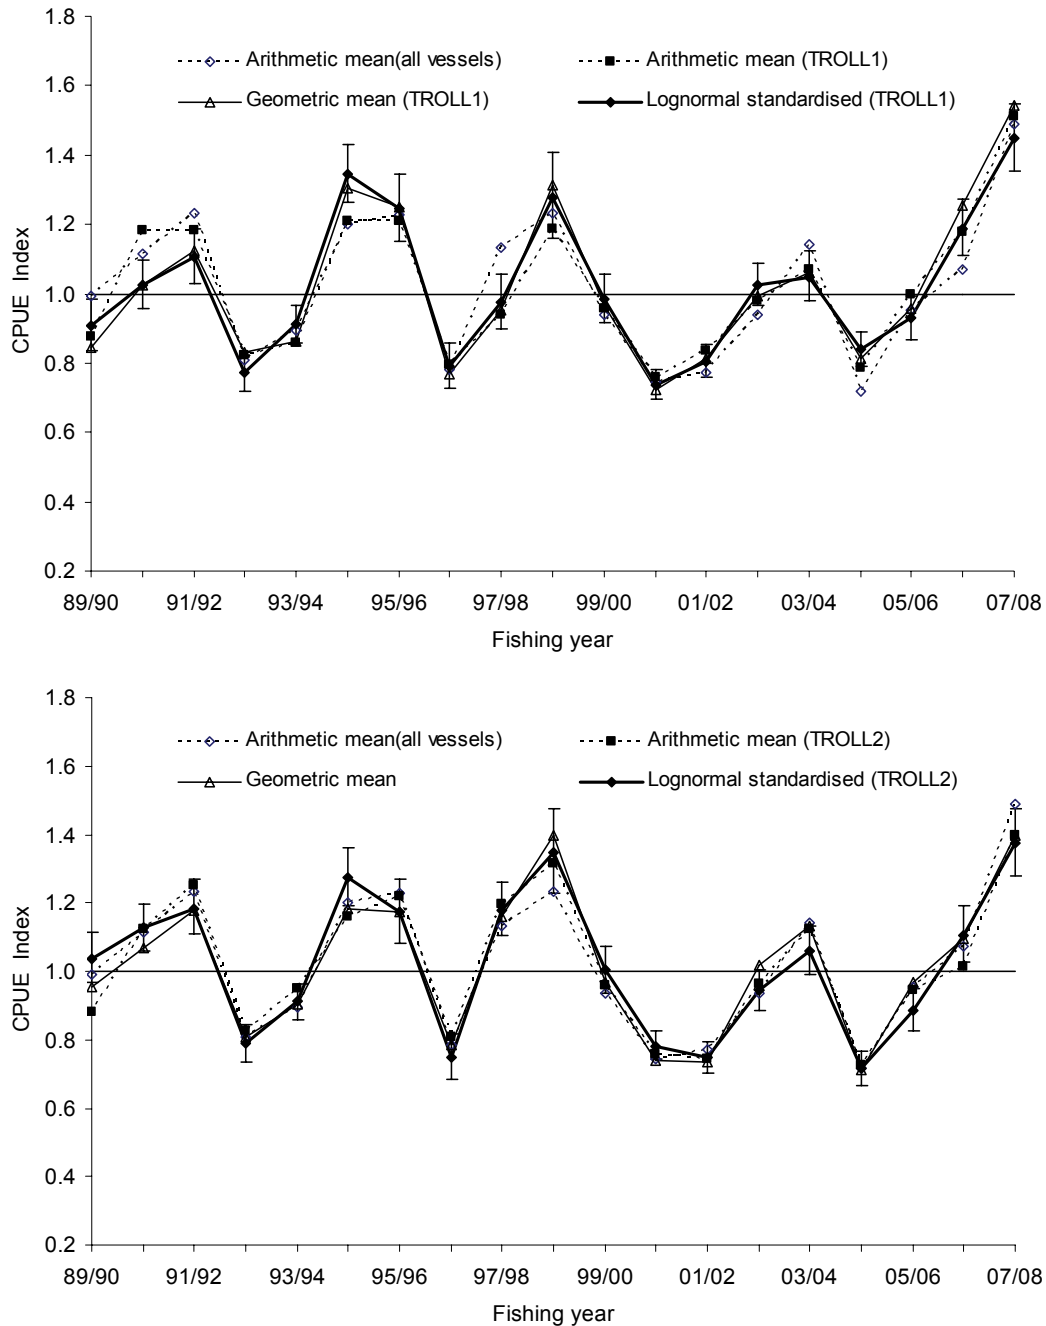 1.8
Arithmetic mean(all vessels) Arithmetic mean (TROLL1)
1.6
Geometric mean (TROLL1) Lognormal standardised (TROLL1)
1.4
1.2
1.0
0.8
0.6
0.4
0.2
CPUE Index
89/90 91/92 93/94 95/96 97/98 99/00 01/02 03/04 05/06 07/08
Fishing year
1.8
Arithmetic mean(all vessels) Arithmetic mean (TROLL2)
1.6
Geometric mean Lognormal standardised (TROLL2)
1.4
1.2
1.0
0.8
0.6
0.4
0.2
CPUE Index
89/90 91/92 93/94 95/96 97/98 99/00 01/02 03/04 05/06 07/08
Fishing year